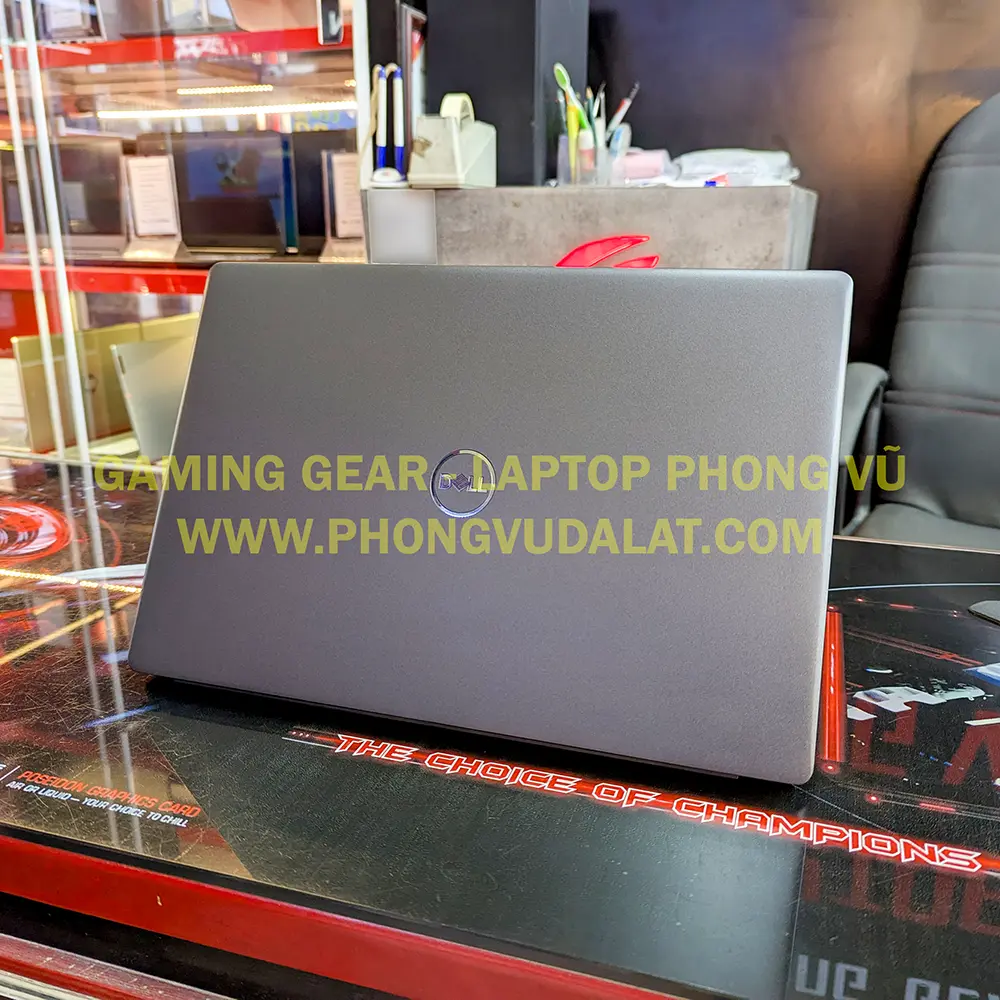 GAMING GEAR - LAPTOP PHONG VŨ
DELL
WWW.PHONGVUDALAT.COM
THE CHOICE OF CHAMPIONS
POSEIDON GRAPHICS CARD
AIR OR LIQUID — YOUR CHOICE TO CHILL
UP